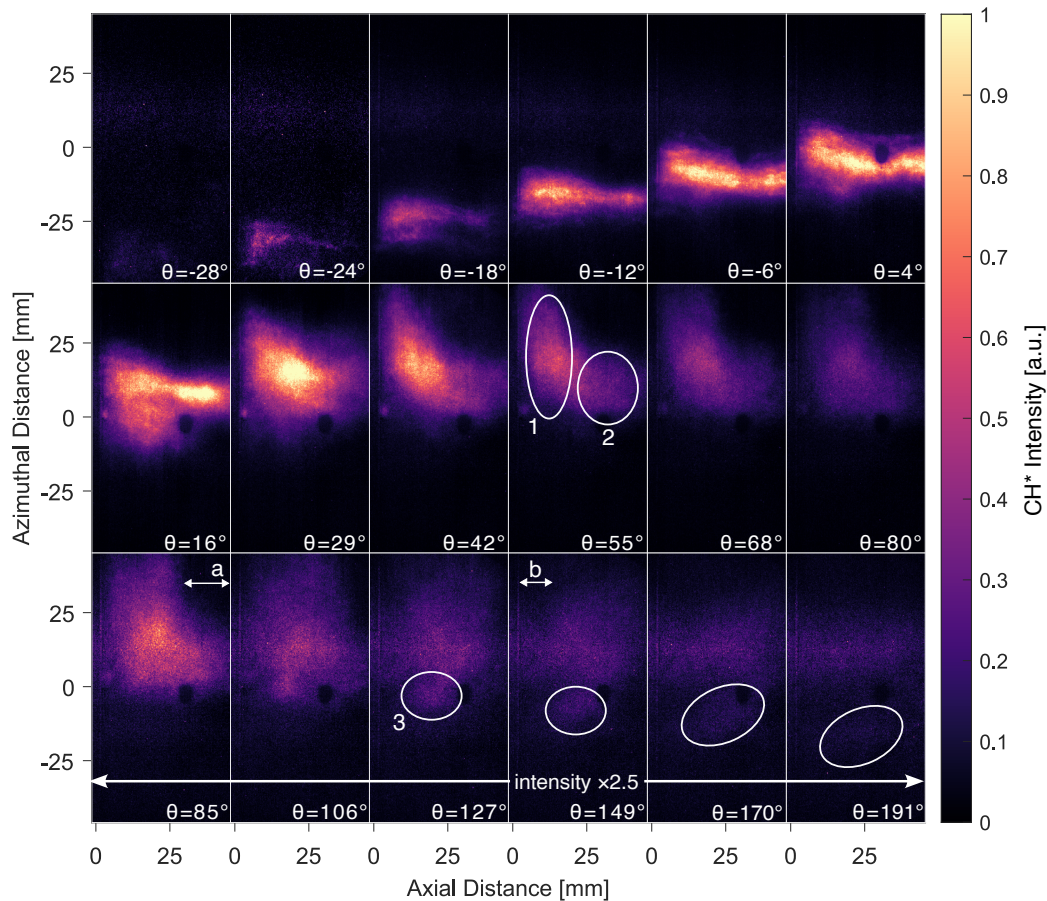 25
0
-25
θ=-28°
θ=-24°
θ=-18°
θ=-12°
θ=-6°
θ=4°
25
0
-25
1
2
θ=16°
θ=29°
θ=42°
θ=55°
θ=68°
θ=80°
25
0
-25
a
b
3
intensity ×2.5
θ=85°
θ=106°
θ=127°
θ=149°
θ=170°
θ=191°
0 25 0 25 0 25 0 25 0 25 0 25
Axial Distance [mm]
Azimuthal Distance [mm]
1
0.9
0.8
0.7
0.6
0.5
0.4
0.3
0.2
0.1
0
CH* Intensity [a.u.]